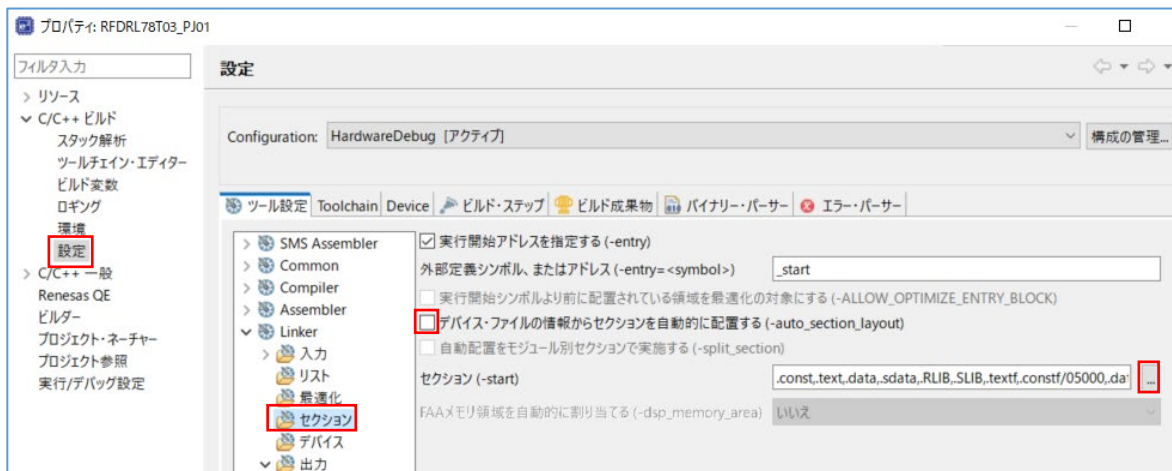 プロパティ: RFDRL78T03_PJ01
フィルタ入力
設定
リソース
C/C++ ビルド
スタック解析
ツールチェイン・エディター
ビルド変数
ロギング
環境
設定
C/C++ 一般
Renesas QE
ビルダー
プロジェクト・ネーチャー
プロジェクト参照
実行/デバッグ設定
Configuration: HardwareDebug [アクティブ]
構成の管理...
ツール設定 Toolchain Device ビルド・ステップ ビルド成果物 バイナリー・パーサー エラー・パーサー
SMS Assembler
Common
Compiler
Assembler
Linker
入力
リスト
最適化
セクション
デバイス
出力
実行開始アドレスを指定する (-entry)
外部定義シンボル、またはアドレス (-entry=<symbol>) _start
実行開始シンボルより前に配置されている領域を最適化の対象にする (-ALLOW_OPTIMIZE_ENTRY_BLOCK)
デバイス・ファイルの情報からセクションを自動的に配置する (-auto_section_layout)
自動配置をモジュール別セクションで実施する (-split_section)
セクション (-start) .const,.text,.data,.sdata,.RLIB,.SLIB,.textf,.constf/05000,.dat ...
FAAメモリ領域を自動的に割り当てる (-dsp_memory_area) いいえ